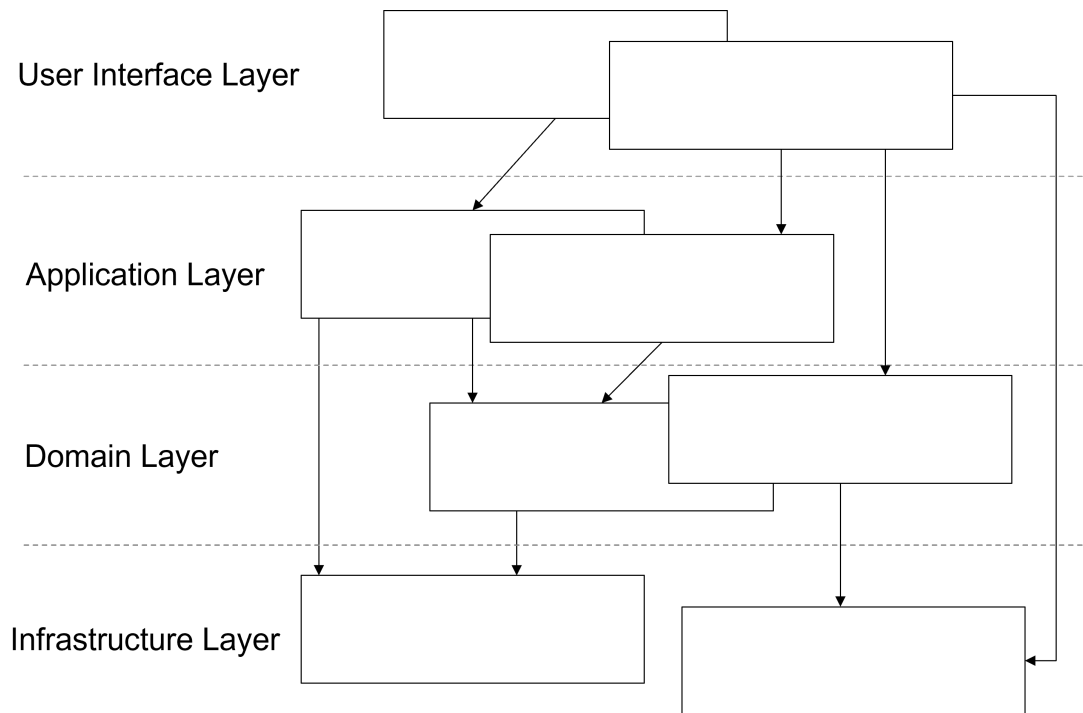 User Interface Layer
Application Layer
Domain Layer
Infrastructure Layer